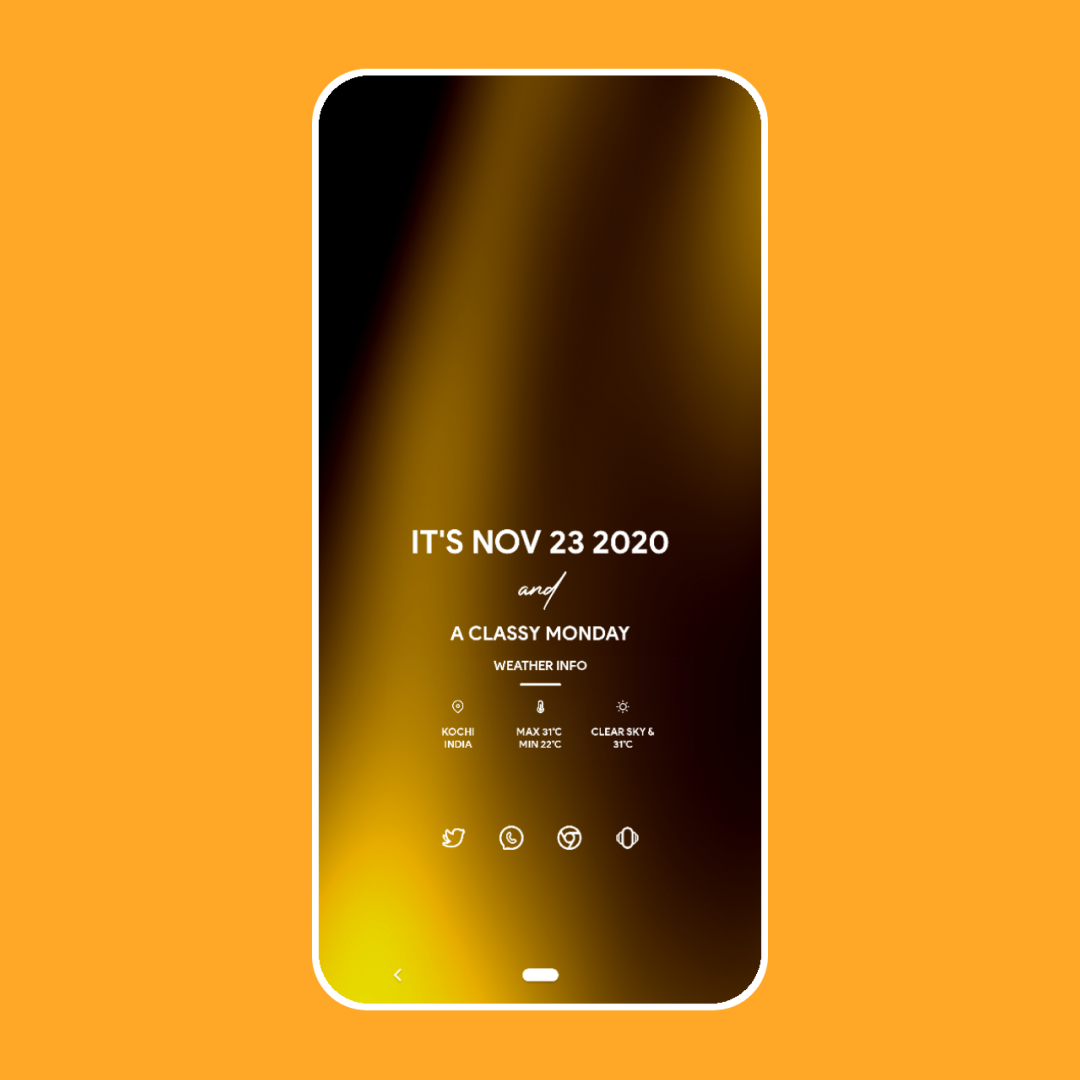 IT'S NOV 23 2020
and
A CLASSY MONDAY
WEATHER INFO
KOCHI
INDIA
MAX 31°C
MIN 22°C
CLEAR SKY &
31°C